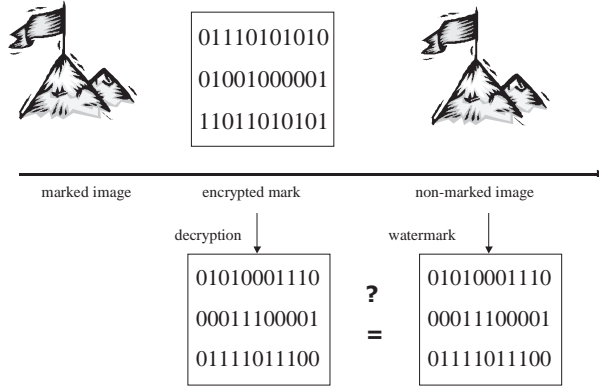 01110101010
01001000001
11011010101
marked image
encrypted mark
non-marked image
decryption
watermark
01010001110
00011100001
01111011100
?
=
01010001110
00011100001
01111011100